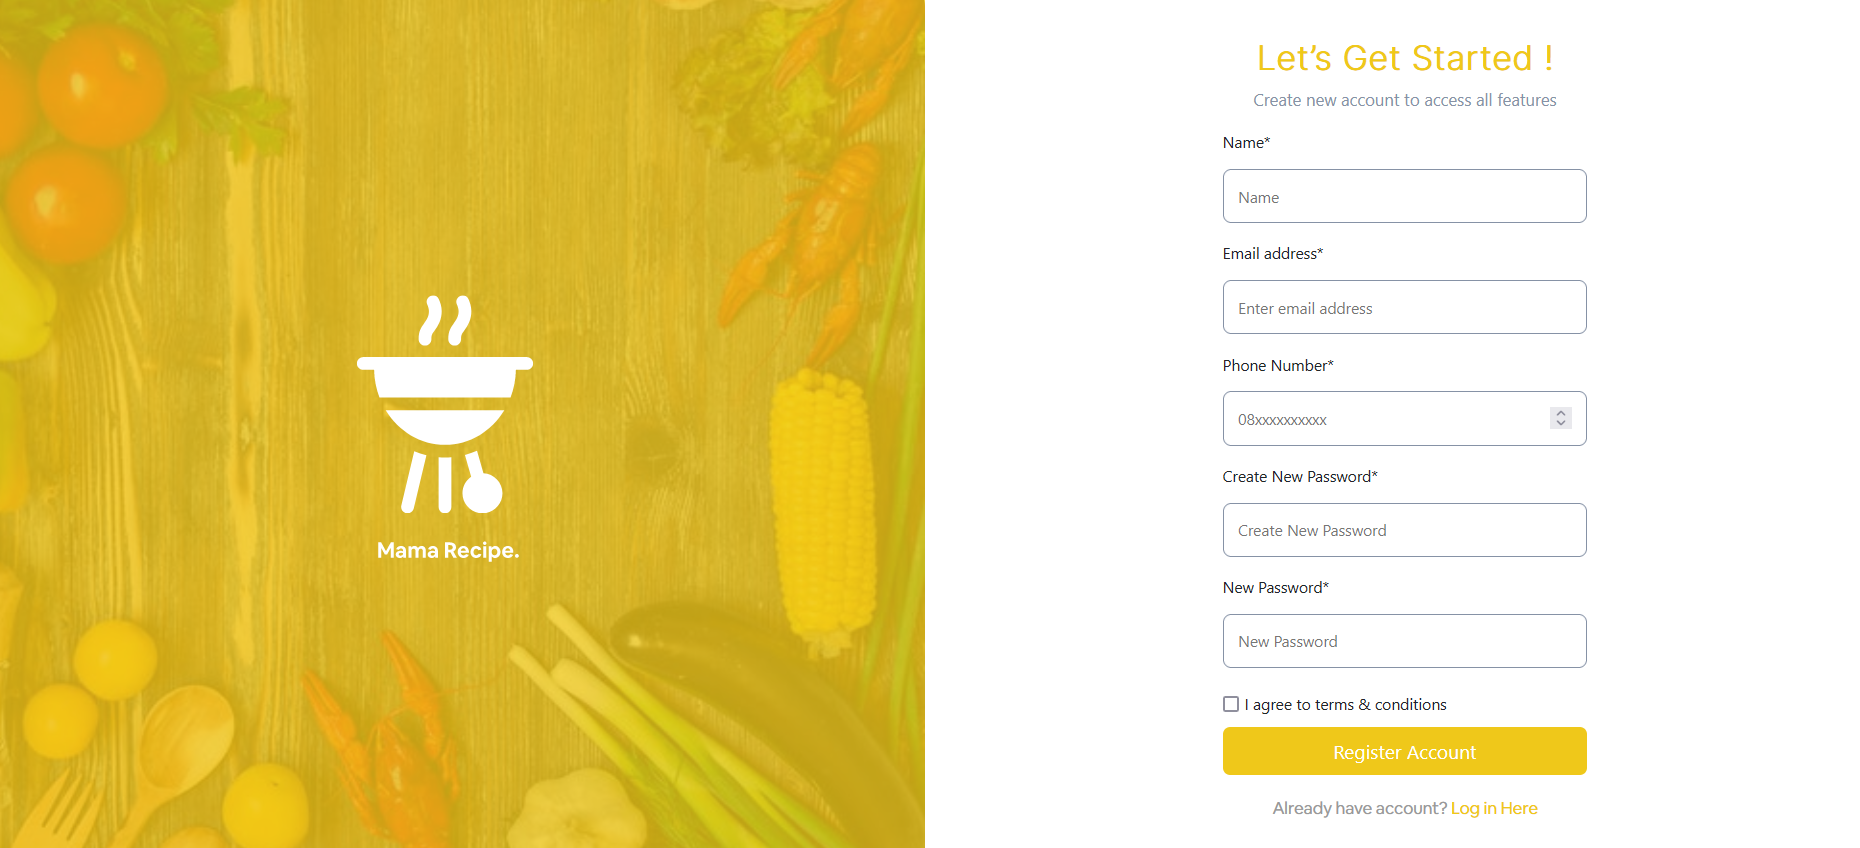 Mama Recipe.
Let's Get Started !
Create new account to access all features
Name*
Name
Email address*
Enter email address
Phone Number*
08xxxxxxxxxx
Create New Password*
Create New Password
New Password*
New Password
I agree to terms & conditions
Register Account
Already have account? Log in Here